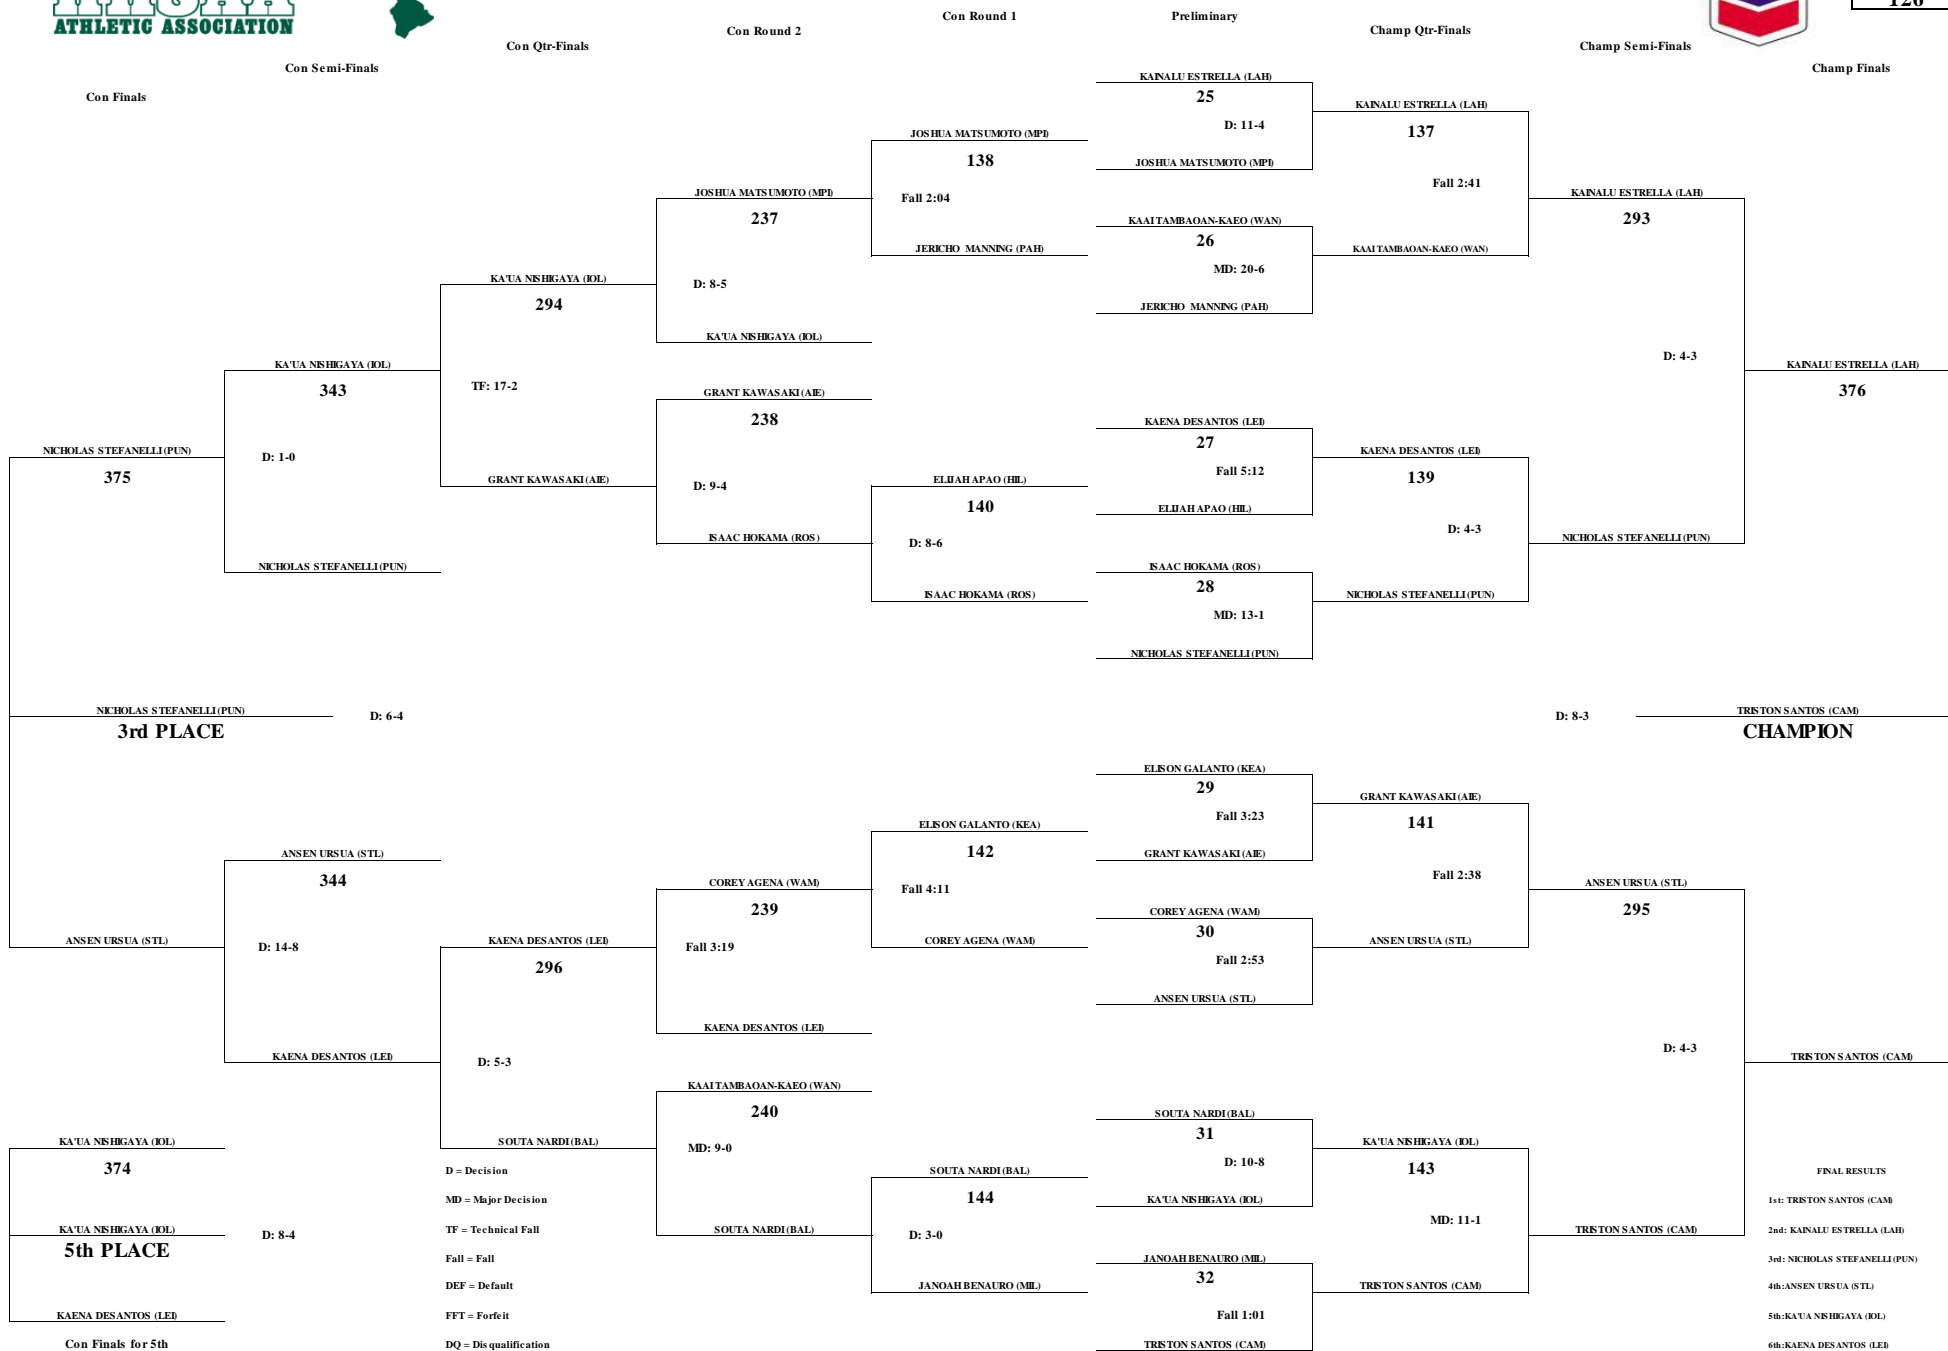 ATHLETIC ASSOCIATION
Con Finals
Con Semi-Finals
Con Qtr-Finals
Con Round 2
Con Round 1
Preliminary
Champ Qtr-Finals
Champ Semi-Finals
Champ Finals
KAINALU ESTRELLA (LAH)
25
D: 11-4
JOSHUA MATSUMOTO (MPI)
KAAI TAMBAOAN-KAEO (WAN)
26
MD: 20-6
JERICHO MANNING (PAH)
KAENA DESANTOS (LEI)
27
Fall 5:12
ELIJAH APAO (HIL)
ISAAC HOKAMA (ROS)
28
MD: 13-1
NICHOLAS STEFANELLI (PUN)
ELISON GALANTO (KEA)
29
Fall 3:23
GRANT KAWASAKI (AIE)
COREY AGENA (WAM)
30
Fall 2:53
ANSEN URSUA (STL)
SOUTA NARDI (BAL)
31
D: 10-8
KA'UA NISHIGAYA (IOL)
JANOAH BENAURO (MIL)
32
Fall 1:01
TRISTON SANTOS (CAM)
KAINALU ESTRELLA (LAH)
137
Fall 2:41
KAAI TAMBAOAN-KAEO (WAN)
KAENA DESANTOS (LEI)
139
D: 4-3
NICHOLAS STEFANELLI (PUN)
GRANT KAWASAKI (AIE)
141
Fall 2:38
ANSEN URSUA (STL)
KA'UA NISHIGAYA (IOL)
143
MD: 11-1
TRISTON SANTOS (CAM)
KAINALU ESTRELLA (LAH)
293
D: 4-3
NICHOLAS STEFANELLI (PUN)
ANSEN URSUA (STL)
295
D: 4-3
TRISTON SANTOS (CAM)
KAINALU ESTRELLA (LAH)
376
D: 8-3
TRISTON SANTOS (CAM)
CHAMPION
TRISTON SANTOS (CAM)
JOSHUA MATSUMOTO (MPI)
138
Fall 2:04
JERICHO MANNING (PAH)
ELIJAH APAO (HIL)
140
D: 8-6
ISAAC HOKAMA (ROS)
ELISON GALANTO (KEA)
142
Fall 4:11
COREY AGENA (WAM)
SOUTA NARDI (BAL)
144
D: 3-0
JANOAH BENAURO (MIL)
JOSHUA MATSUMOTO (MPI)
237
D: 8-5
KA'UA NISHIGAYA (IOL)
GRANT KAWASAKI (AIE)
238
D: 9-4
ISAAC HOKAMA (ROS)
COREY AGENA (WAM)
239
Fall 3:19
KAENA DESANTOS (LEI)
KAAI TAMBAOAN-KAEO (WAN)
240
MD: 9-0
SOUTA NARDI (BAL)
KA'UA NISHIGAYA (IOL)
294
TF: 17-2
GRANT KAWASAKI (AIE)
KAENA DESANTOS (LEI)
296
D: 5-3
SOUTA NARDI (BAL)
KA'UA NISHIGAYA (IOL)
343
D: 1-0
NICHOLAS STEFANELLI (PUN)
ANSEN URSUA (STL)
344
D: 14-8
KAENA DESANTOS (LEI)
NICHOLAS STEFANELLI (PUN)
375
NICHOLAS STEFANELLI (PUN)
3rd PLACE
D: 6-4
ANSEN URSUA (STL)
KA'UA NISHIGAYA (IOL)
374
KA'UA NISHIGAYA (IOL)
5th PLACE
D: 8-4
KAENA DESANTOS (LEI)
Con Finals for 5th
D = Decision
MD = Major Decision
TF = Technical Fall
Fall = Fall
DEF = Default
FFT = Forfeit
DQ = Disqualification
FINAL RESULTS
1st: TRISTON SANTOS (CAM)
2nd: KAINALU ESTRELLA (LAH)
3rd: NICHOLAS STEFANELLI (PUN)
4th:ANSEN URSUA (STL)
5th:KA'UA NISHIGAYA (IOL)
6th:KAENA DESANTOS (LEI)